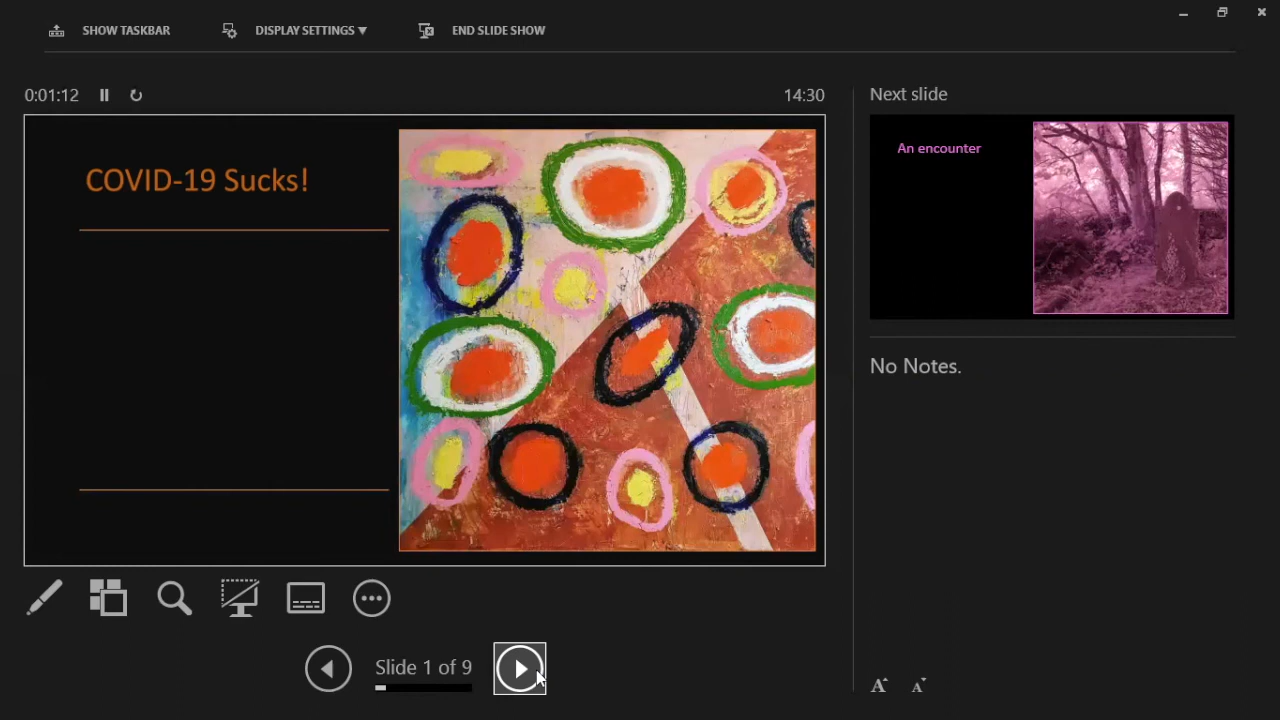 SHOW TASKBAR
DISPLAY SETTINGS ▼
END SLIDE SHOW
0:01:12
14:30
COVID-19 Sucks!
Next slide
An encounter
No Notes.
Slide 1 of 9
A
A